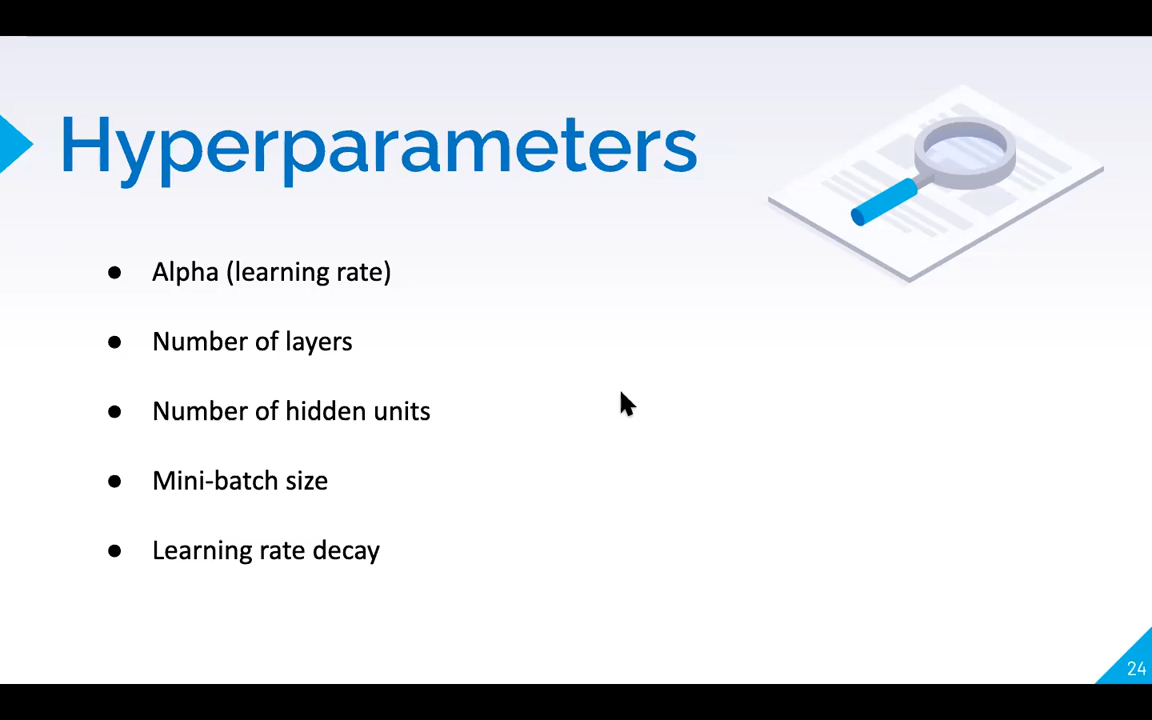 Hyperparameters
● Alpha (learning rate)
● Number of layers
● Number of hidden units
● Mini-batch size
● Learning rate decay
24